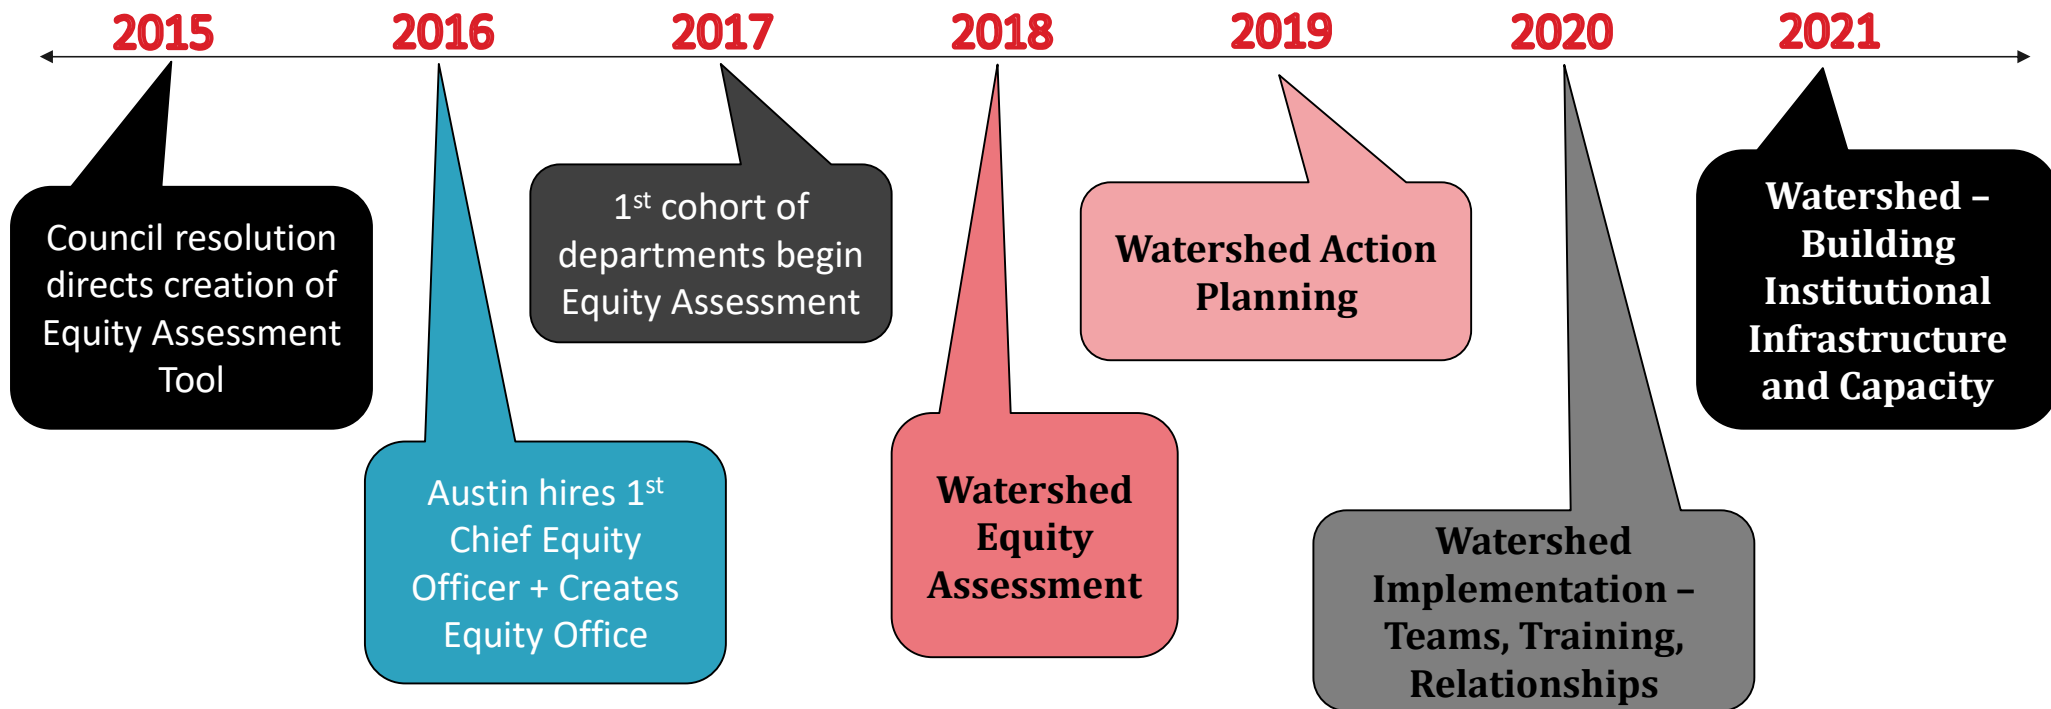 2015 2016 2017 2018 2019 2020 2021
Council resolution
directs creation of
Equity Assessment
Tool
Austin hires 1st
Chief Equity
Officer + Creates
Equity Office
1st cohort of
departments begin
Equity Assessment
Watershed
Equity
Assessment
Watershed Action
Planning
Watershed
Implementation –
Teams, Training,
Relationships
Watershed –
Building
Institutional
Infrastructure
and Capacity